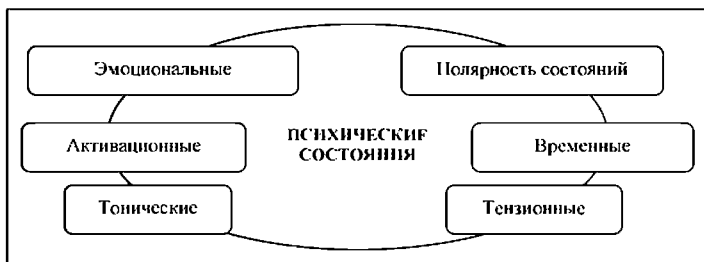 Эмоциональные
Полярность состояний
Активационные
ПСИХИЧЕСКИЕ
СОСТОЯНИЯ
Временные
Тонические
Тензионные